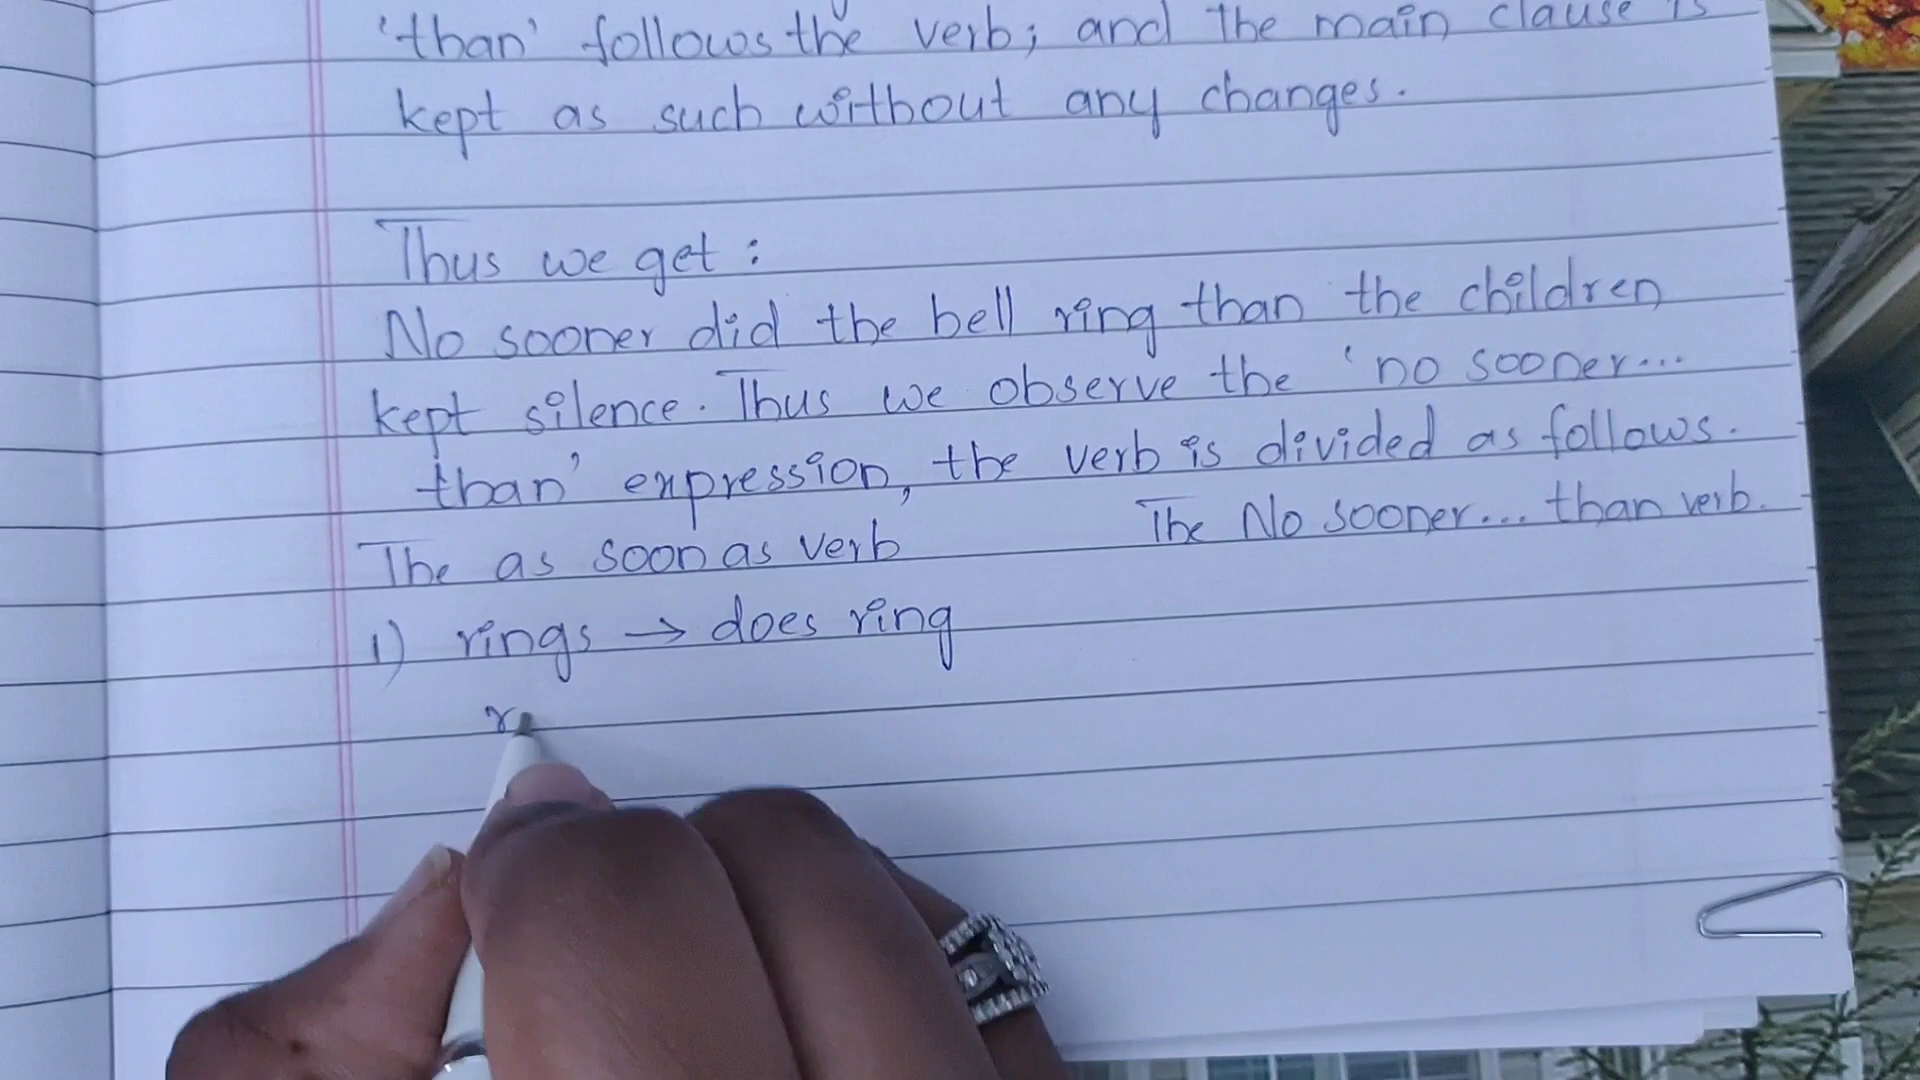 'than' follows the verb; and the main clause is
kept as such without any changes.
Thus we get:
No sooner did the bell ring than the children
kept silence. Thus we observe the 'no sooner...
than' expression, the verb is divided as follows.
The as soon as verb The No sooner... than verb.
1) rings → does ring
r